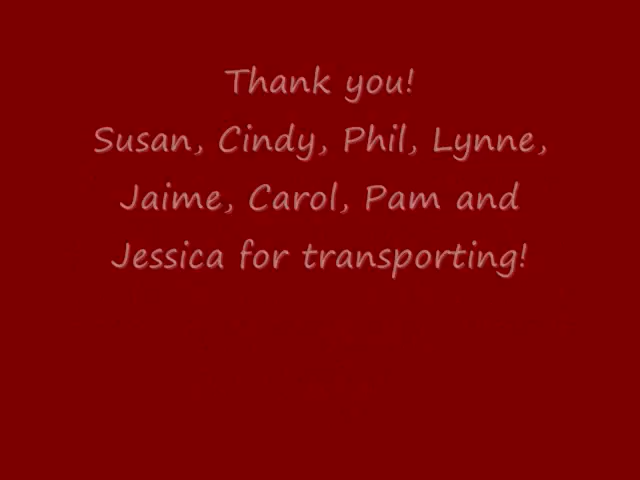 Thank you!
Susan, Cindy, Phil, Lynne,
Jaime, Carol, Pam and
Jessica for transporting!